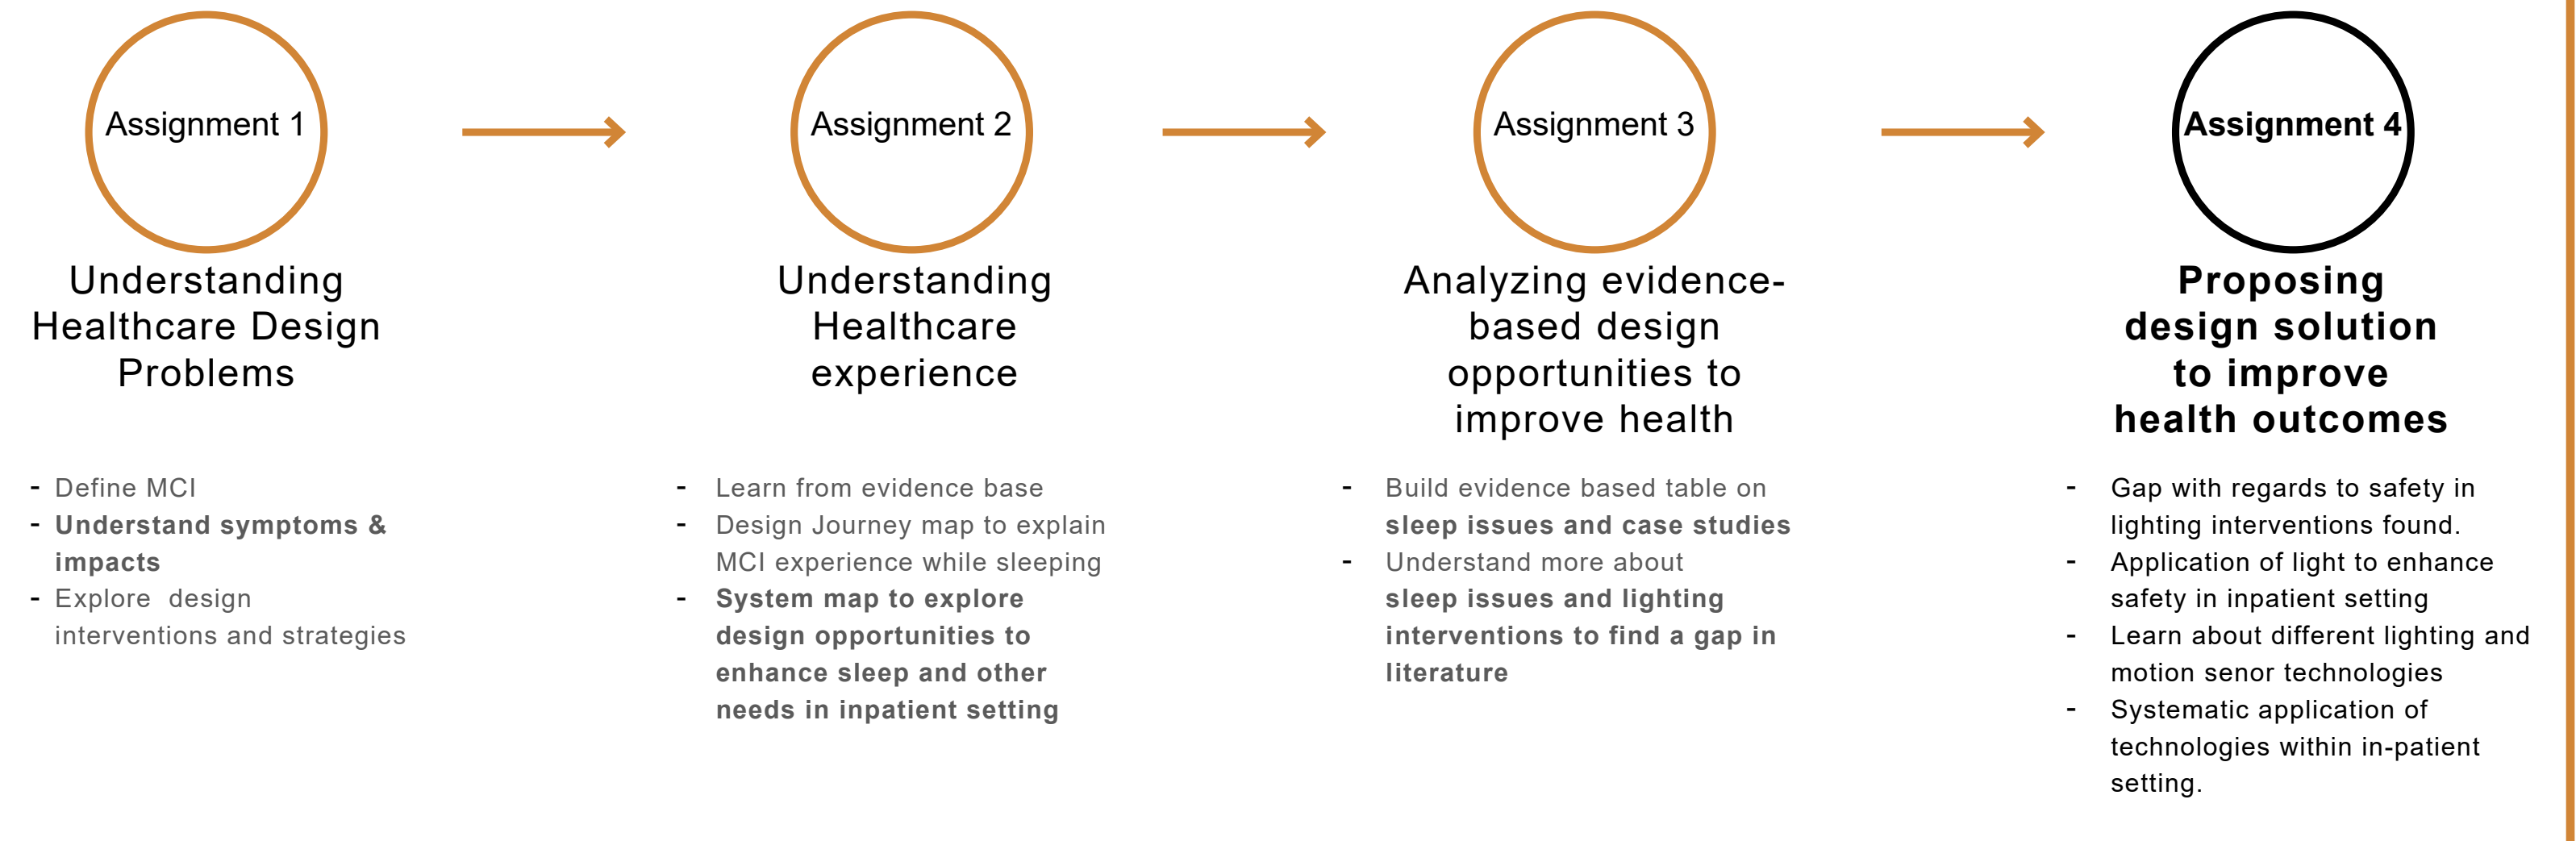 Assignment 1
Understanding
Healthcare Design
Problems
- Define MCI
- Understand symptoms &
impacts
- Explore  design
interventions and strategies
Assignment 2
Understanding
Healthcare
experience
- Learn from evidence base
- Design Journey map to explain
MCI experience while sleeping
- System map to explore
design opportunities to
enhance sleep and other
needs in inpatient setting
Assignment 3
Analyzing evidence-
based design
opportunities to
improve health
- Build evidence based table on
sleep issues and case studies
- Understand more about
sleep issues and lighting
interventions to find a gap in
literature
Assignment 4
Proposing
design solution
to improve
health outcomes
- Gap with regards to safety in
lighting interventions found.
- Application of light to enhance
safety in inpatient setting
- Learn about different lighting and
motion senor technologies
- Systematic application of
technologies within in-patient
setting.